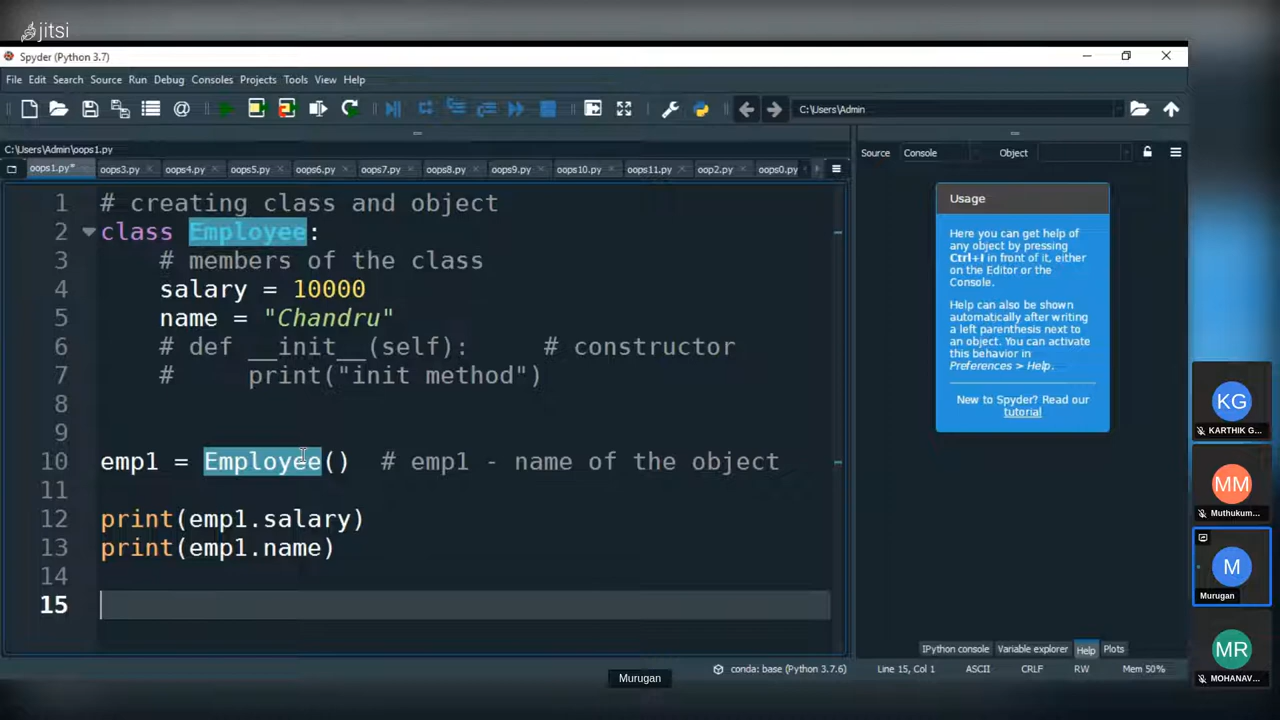 jitsi
Spyder (Python 3.7)
File Edit Search Source Run Debug Consoles Projects Tools View Help
C:\Users\Admin
C:\Users\Admin\oops1.py
Source Console Object
oops1.py* oops3.py oops4.py oops5.py oops6.py oops7.py oops8.py oops9.py oops10.py oops11.py oop2.py oops0.py
1 # creating class and object
2 class Employee:
3 # members of the class
4 salary = 10000
5 name = "Chandru"
6 # def __init__(self): # constructor
7 # print("init method")
8
9
10 emp1 = Employee() # emp1 - name of the object
11
12 print(emp1.salary)
13 print(emp1.name)
14
15
Usage
Here you can get help of
any object by pressing
Ctrl+I in front of it, either
on the Editor or the
Console.
Help can also be shown
automatically after writing
a left parenthesis next to
an object. You can activate
this behavior in
Preferences > Help.
New to Spyder? Read our
tutorial
IPython console Variable explorer Help Plots
conda: base (Python 3.7.6) Line 15, Col 1 ASCII CRLF RW Mem 50%
Murugan
KG
KARTHIK G...
MM
Muthukum...
M
Murugan
MR
MOHANAV...